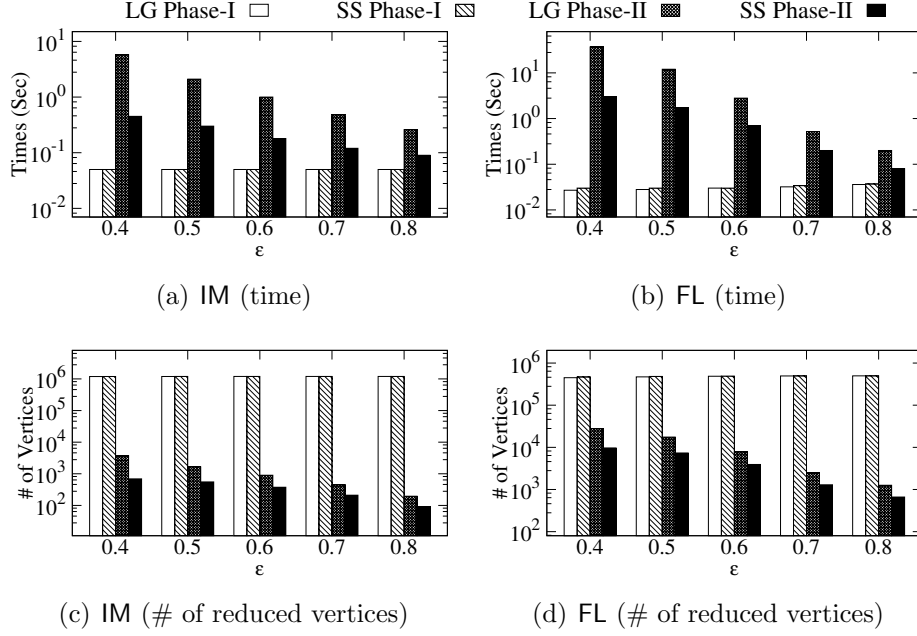 LG Phase-I SS Phase-I LG Phase-II SS Phase-II
Times (Sec)
10^1
10^0
10^-1
10^-2
0.4 0.5 0.6 0.7 0.8
ε
(a) IM (time)
Times (Sec)
10^1
10^0
10^-1
10^-2
0.4 0.5 0.6 0.7 0.8
ε
(b) FL (time)
# of Vertices
10^6
10^5
10^4
10^3
10^2
0.4 0.5 0.6 0.7 0.8
ε
(c) IM (# of reduced vertices)
# of Vertices
10^6
10^5
10^4
10^3
10^2
0.4 0.5 0.6 0.7 0.8
ε
(d) FL (# of reduced vertices)